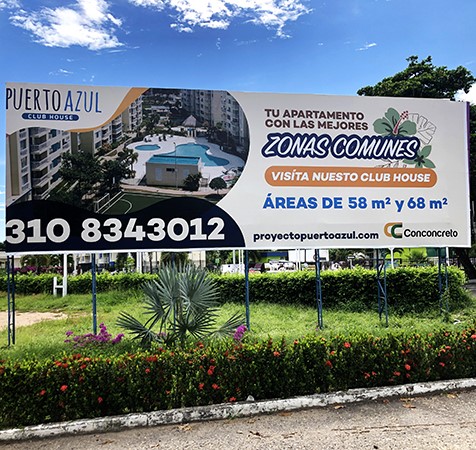 PUERTO AZUL
CLUB HOUSE
310 8343012
TU APARTAMENTO
CON LAS MEJORES
ZONAS COMUNES
VISÍTA NUESTO CLUB HOUSE
ÁREAS DE 58 m² y 68 m²
proyectopuertoazul.com
Conconcreto